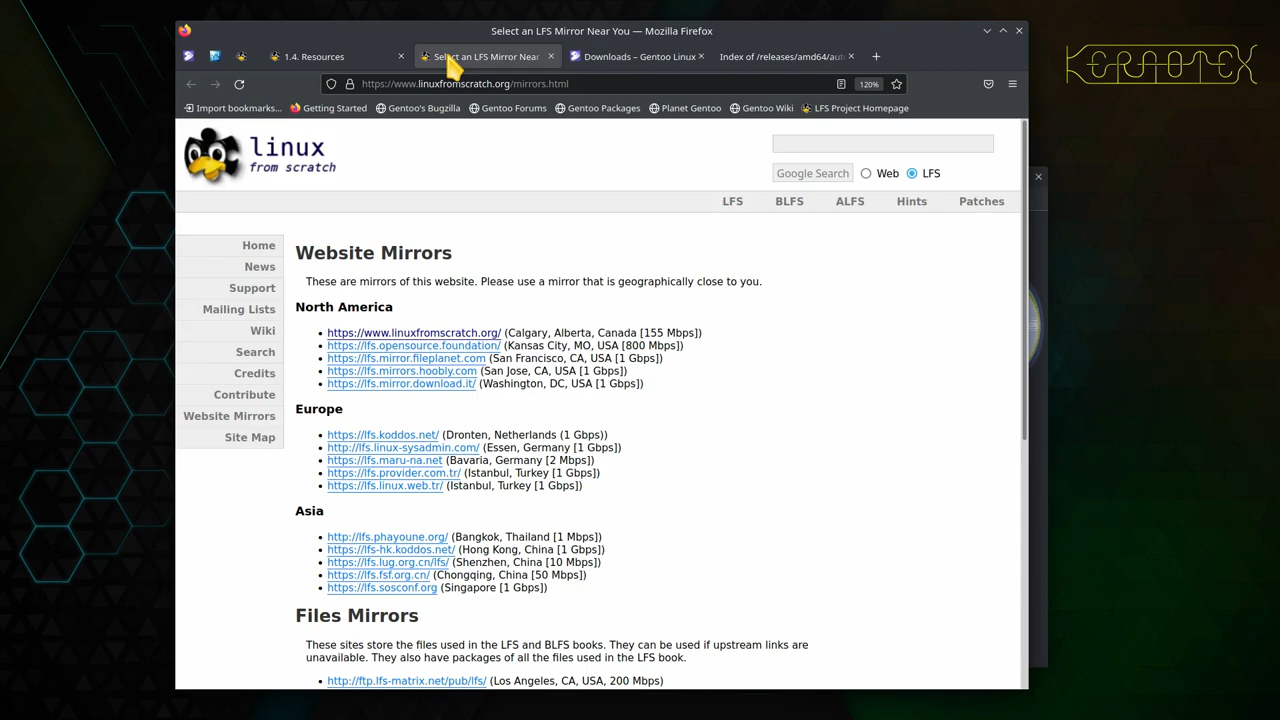 Select an LFS Mirror Near You — Mozilla Firefox
KERAOTEX
1.4. Resources
Select an LFS Mirror Near
Downloads – Gentoo Linux
Index of /releases/amd64/aut
https://www.linuxfromscratch.org/mirrors.html
120%
Import bookmarks...
Getting Started
Gentoo's Bugzilla
Gentoo Forums
Gentoo Packages
Planet Gentoo
Gentoo Wiki
LFS Project Homepage
linux
from scratch
Google Search
Web
LFS
LFS
BLFS
ALFS
Hints
Patches
Home
News
Support
Mailing Lists
Wiki
Search
Credits
Contribute
Website Mirrors
Site Map
Website Mirrors
These are mirrors of this website. Please use a mirror that is geographically close to you.
North America
• https://www.linuxfromscratch.org/ (Calgary, Alberta, Canada [155 Mbps])
• https://lfs.opensource.foundation/ (Kansas City, MO, USA [800 Mbps])
• https://lfs.mirror.fileplanet.com (San Francisco, CA, USA [1 Gbps])
• https://lfs.mirrors.hoobly.com (San Jose, CA, USA [1 Gbps])
• https://lfs.mirror.download.it/ (Washington, DC, USA [1 Gbps])
Europe
• https://lfs.koddos.net/ (Dronten, Netherlands (1 Gbps))
• http://lfs.linux-sysadmin.com/ (Essen, Germany [1 Gbps])
• https://lfs.maru-na.net (Bavaria, Germany [2 Mbps])
• https://lfs.provider.com.tr/ (Istanbul, Turkey [1 Gbps])
• https://lfs.linux.web.tr/ (Istanbul, Turkey [1 Gbps])
Asia
• http://lfs.phayoune.org/ (Bangkok, Thailand [1 Mbps])
• https://lfs-hk.koddos.net/ (Hong Kong, China [1 Gbps])
• https://lfs.lug.org.cn/lfs/ (Shenzhen, China [10 Mbps])
• https://lfs.fsf.org.cn/ (Chongqing, China [50 Mbps])
• https://lfs.sosconf.org (Singapore [1 Gbps])
Files Mirrors
These sites store the files used in the LFS and BLFS books. They can be used if upstream links are
unavailable. They also have packages of all the files used in the LFS book.
• http://ftp.lfs-matrix.net/pub/lfs/ (Los Angeles, CA, USA, 200 Mbps)